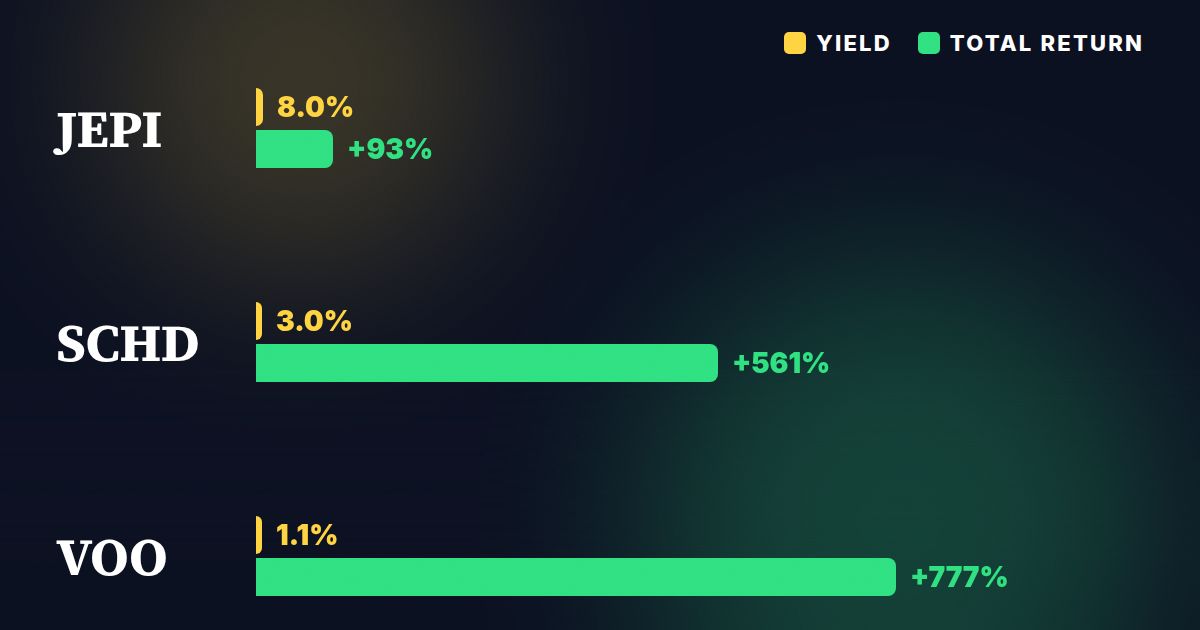 YIELD TOTAL RETURN
JEPI
8.0%
+93%
SCHD
3.0%
+561%
VOO
1.1%
+777%